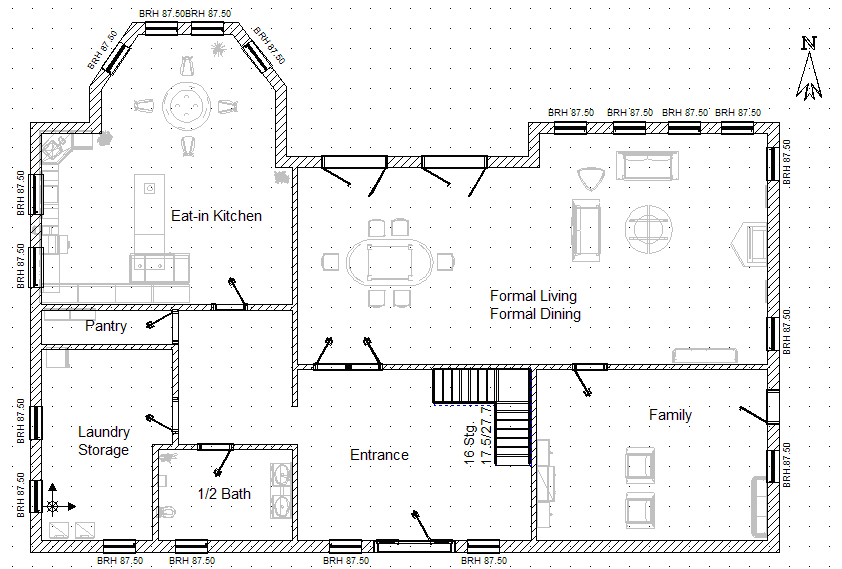 BRH 87.50
BRH 87.50
BRH 87.50
BRH 87.50
N
BRH 87.50
BRH 87.50
BRH 87.50
BRH 87.50
BRH 87.50
BRH 87.50
Eat-in Kitchen
BRH 87.50
Formal Living
Formal Dining
Pantry
BRH 87.50
Family
BRH 87.50
Laundry
Storage
16 Stg.
17.5/27.7
Entrance
BRH 87.50
BRH 87.50
1/2 Bath
BRH 87.50
BRH 87.50
BRH 87.50
BRH 87.50